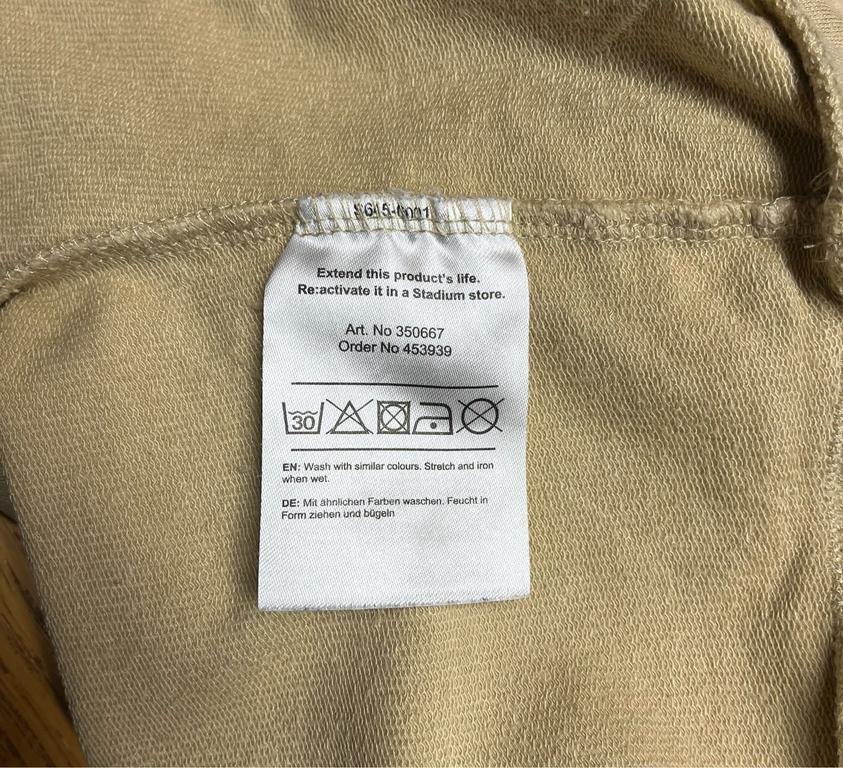 Extend this product's life.
Re:activate it in a Stadium store.
Art. No 350667
Order No 453939
30
EN: Wash with similar colours. Stretch and iron
when wet.
DE: Mit ähnlichen Farben waschen. Feucht in
Form ziehen und bügeln